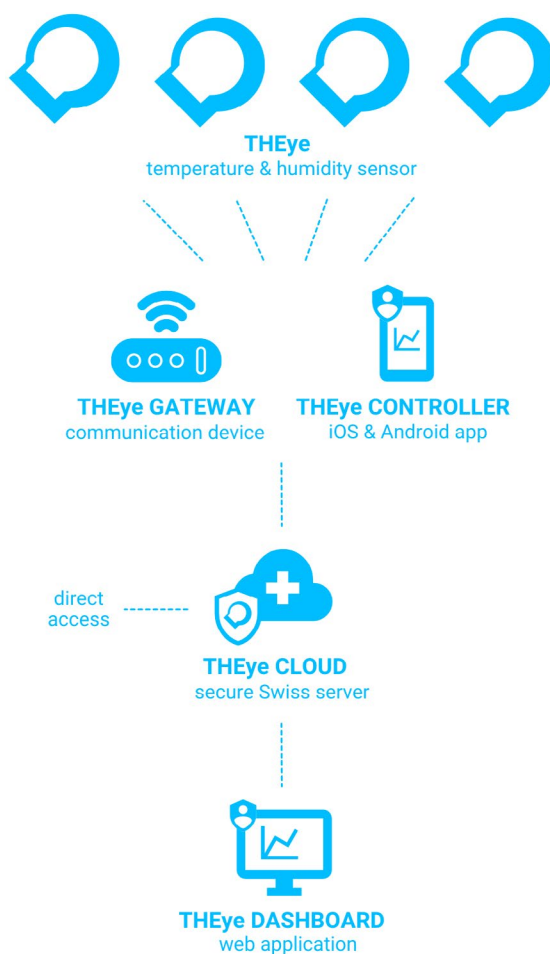 THEye
temperature & humidity sensor
THEye GATEWAY
communication device
THEye CONTROLLER
iOS & Android app
direct
access
THEye CLOUD
secure Swiss server
THEye DASHBOARD
web application